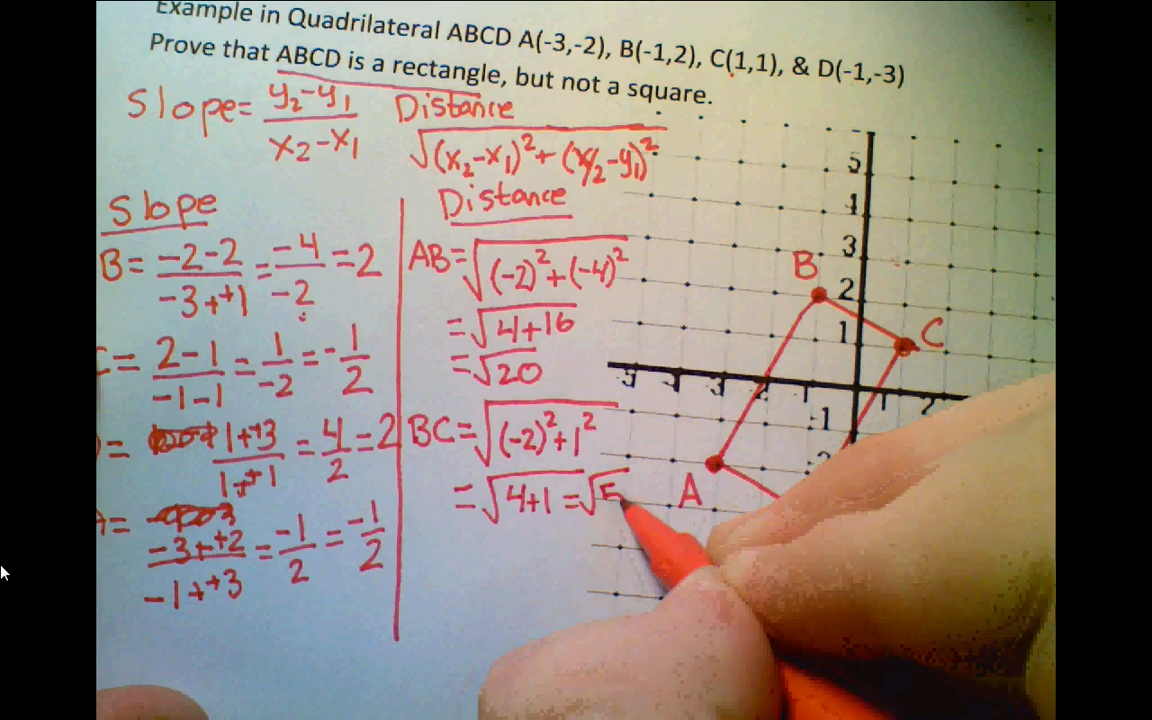 Example in Quadrilateral ABCD A(-3,-2), B(-1,2), C(1,1), & D(-1,-3)
Prove that ABCD is a rectangle, but not a square.
Slope= y₂-y₁ / x₂-x₁
Distance
√(x₂-x₁)²+(y₂-y₁)²
Slope
B= -2-2 / -3++1 = -4 / -2 =2
C= 2-1 / -1-1 = 1 / -2 = -1 / 2
= 1++3 / 1++1 = 4 / 2 =2
A= -3++2 / -1++3 = -1 / 2 = -1 / 2
Distance
AB=√(-2)²+(-4)²
=√4+16
=√20
BC=√(-2)²+1²
=√4+1=√5
5
4
3
B
2
C
1
-1
A